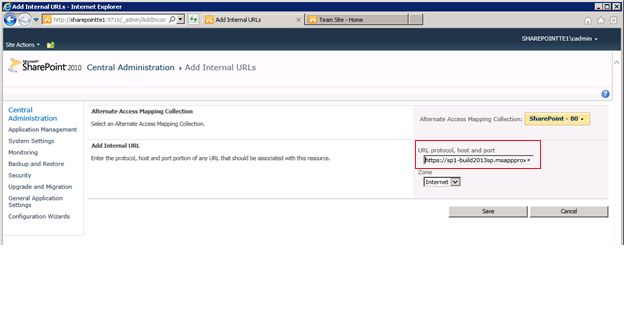 Add Internal URLs - Internet Explorer
http://sharepointte1:9716/_admin/AddIncor
Add Internal URLs
Team Site - Home
SHAREPOINTTE1\cadmin
Site Actions
Microsoft
SharePoint 2010
Central Administration
Add Internal URLs
Central
Administration
Application Management
System Settings
Monitoring
Backup and Restore
Security
Upgrade and Migration
General Application
Settings
Configuration Wizards
Alternate Access Mapping Collection
Select an Alternate Access Mapping Collection.
Alternate Access Mapping Collection: SharePoint - 80
Add Internal URL
Enter the protocol, host and port portion of any URL that should be associated with this resource.
URL protocol, host and port
https://sp1-build2013sp.msappprox
Zone
Internet
Save
Cancel